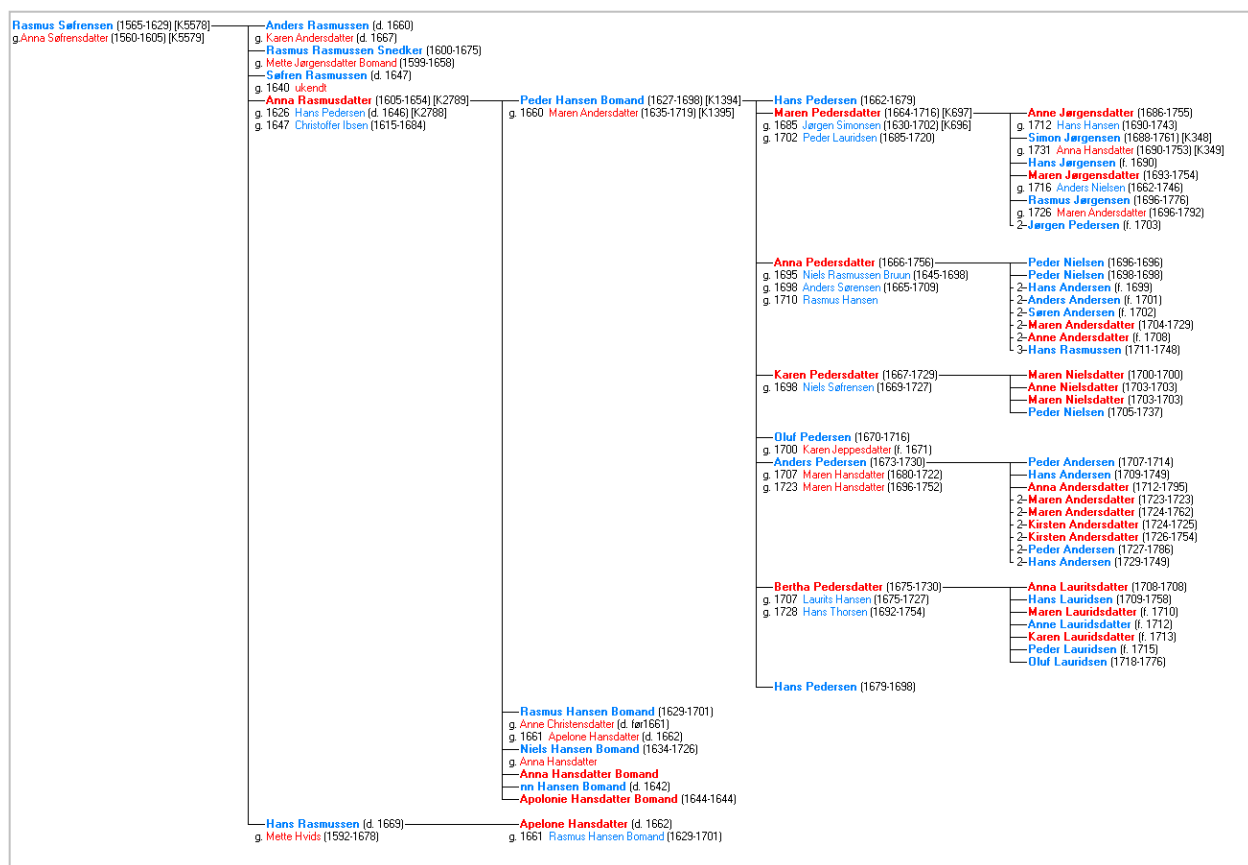 Rasmus Søfrensen (1565-1629) [K5578]
g.Anna Søfrensdatter (1560-1605) [K5579]
Anders Rasmussen (d. 1660)
g. Karen Andersdatter (d. 1667)
Rasmus Rasmussen Snedker (1600-1675)
g. Mette Jørgensdatter Bomand (1599-1658)
Søfren Rasmussen (d. 1647)
g. 1640 ukendt
Anna Rasmusdatter (1605-1654) [K2789]
g. 1626 Hans Pedersen (d. 1646) [K2788]
g. 1647 Christoffer Ibsen (1615-1684)
Peder Hansen Bomand (1627-1698) [K1394]
g. 1660 Maren Andersdatter (1635-1719) [K1395]
Hans Pedersen (1662-1679)
Maren Pedersdatter (1664-1716) [K697]
g. 1685 Jørgen Simonsen (1630-1702) [K696]
g. 1702 Peder Lauridsen (1685-1720)
Anne Jørgensdatter (1686-1755)
g. 1712 Hans Hansen (1690-1743)
Simon Jørgensen (1688-1761) [K348]
g. 1731 Anna Hansdatter (1690-1753) [K349]
Hans Jørgensen (f. 1690)
Maren Jørgensdatter (1693-1754)
g. 1716 Anders Nielsen (1662-1746)
Rasmus Jørgensen (1696-1776)
g. 1726 Maren Andersdatter (1696-1792)
2 Jørgen Pedersen (f. 1703)
Anna Pedersdatter (1666-1756)
g. 1695 Niels Rasmussen Bruun (1645-1698)
g. 1698 Anders Sørensen (1665-1709)
g. 1710 Rasmus Hansen
Peder Nielsen (1696-1696)
Peder Nielsen (1698-1698)
2 Hans Andersen (f. 1699)
2 Anders Andersen (f. 1701)
2 Søren Andersen (f. 1702)
2 Maren Andersdatter (1704-1729)
2 Anne Andersdatter (f. 1708)
3 Hans Rasmussen (1711-1748)
Karen Pedersdatter (1667-1729)
g. 1698 Niels Søfrensen (1669-1727)
Maren Nielsdatter (1700-1700)
Anne Nielsdatter (1703-1703)
Maren Nielsdatter (1703-1703)
Peder Nielsen (1705-1737)
Oluf Pedersen (1670-1716)
g. 1700 Karen Jeppesdatter (f. 1671)
Anders Pedersen (1673-1730)
g. 1707 Maren Hansdatter (1680-1722)
g. 1723 Maren Hansdatter (1696-1752)
Peder Andersen (1707-1714)
Hans Andersen (1709-1749)
Anna Andersdatter (1712-1795)
2 Maren Andersdatter (1723-1723)
2 Maren Andersdatter (1724-1762)
2 Kirsten Andersdatter (1724-1725)
2 Kirsten Andersdatter (1726-1754)
2 Peder Andersen (1727-1786)
2 Hans Andersen (1729-1749)
Bertha Pedersdatter (1675-1730)
g. 1707 Laurits Hansen (1675-1727)
g. 1728 Hans Thorsen (1692-1754)
Anna Lauritsdatter (1708-1708)
Hans Lauridsen (1709-1758)
Maren Lauridsdatter (f. 1710)
Anne Lauridsdatter (f. 1712)
Karen Lauridsdatter (f. 1713)
Peder Lauridsen (f. 1715)
Oluf Lauridsen (1718-1776)
Hans Pedersen (1679-1698)
Rasmus Hansen Bomand (1629-1701)
g. Anne Christensdatter (d. før1661)
g. 1661 Apelone Hansdatter (d. 1662)
Niels Hansen Bomand (1634-1726)
g. Anna Hansdatter
Anna Hansdatter Bomand
nn Hansen Bomand (d. 1642)
Apolonie Hansdatter Bomand (1644-1644)
Hans Rasmussen (d. 1669)
g. Mette Hvids (1592-1678)
Apelone Hansdatter (d. 1662)
g. 1661 Rasmus Hansen Bomand (1629-1701)